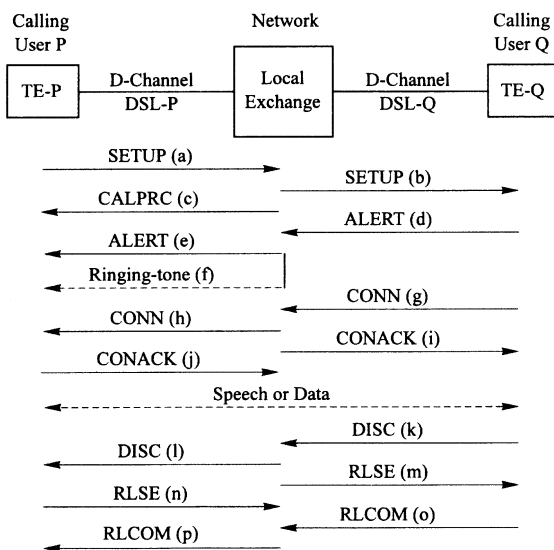 Calling User P
Network
Calling User Q
TE-P
D-Channel
DSL-P
Local Exchange
D-Channel
DSL-Q
TE-Q
SETUP (a)
SETUP (b)
CALPRC (c)
ALERT (d)
ALERT (e)
Ringing-tone (f)
CONN (g)
CONN (h)
CONACK (i)
CONACK (j)
Speech or Data
DISC (k)
DISC (l)
RLSE (m)
RLSE (n)
RLCOM (o)
RLCOM (p)